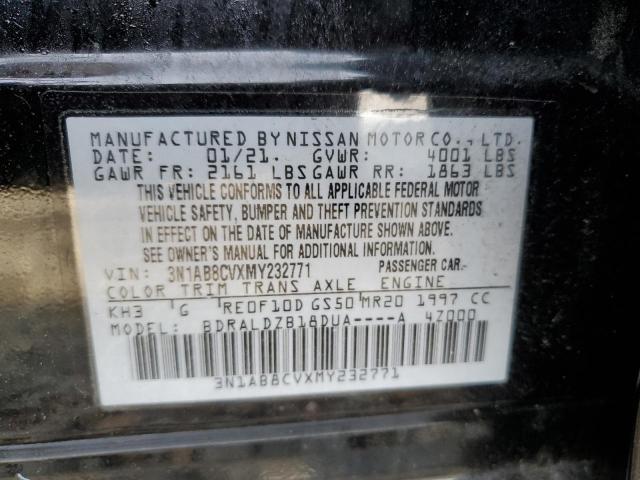 MANUFACTURED BY NISSAN MOTOR CO., LTD.
DATE: 01/21. GVWR: 4001 LBS
GAWR FR: 2161 LBS GAWR RR: 1863 LBS
THIS VEHICLE CONFORMS TO ALL APPLICABLE FEDERAL MOTOR
VEHICLE SAFETY, BUMPER AND THEFT PREVENTION STANDARDS
IN EFFECT ON THE DATE OF MANUFACTURE SHOWN ABOVE.
SEE OWNER'S MANUAL FOR ADDITIONAL INFORMATION.
VIN: 3N1AB8CVXMY232771 PASSENGER CAR
COLOR TRIM TRANS AXLE ENGINE
KH3 G RE0F10D GS50 MR20 1997 CC
MODEL: BDRALDZB18DUA----A 4Z000
3N1AB8CVXMY232771